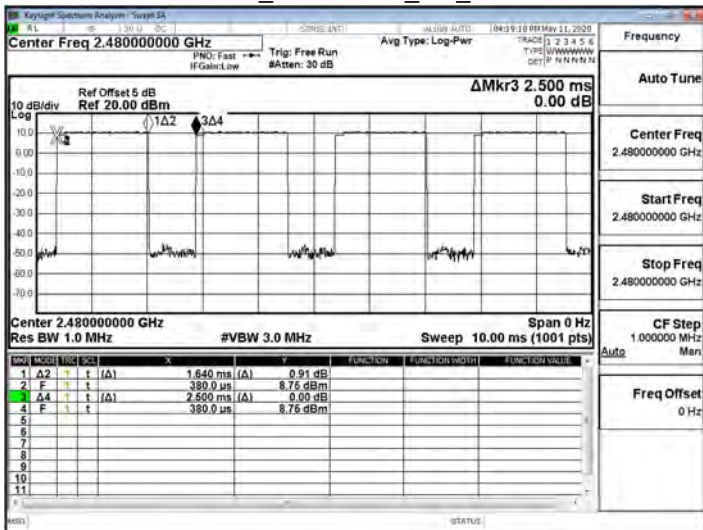 Keysight Spectrum Analyzer - Swept SA
RL
50 Ω
DC
SENSE:INT
ALIGN AUTO
04:19:18 PM May 11, 2020
Center Freq 2.480000000 GHz
PNO: Fast
IFGain:Low
Trig: Free Run
#Atten: 30 dB
Avg Type: Log-Pwr
TRACE 1 2 3 4 5 6
TYPE WWWWWW
DET P N N N N N
Ref Offset 5 dB
10 dB/div Ref 20.00 dBm
Log
ΔMkr3 2.500 ms
0.00 dB
1Δ2
3Δ4
10.0
0.00
-10.0
-20.0
-30.0
-40.0
-50.0
-60.0
-70.0
Center 2.480000000 GHz
Span 0 Hz
Res BW 1.0 MHz
#VBW 3.0 MHz
Sweep 10.00 ms (1001 pts)
MKR MODE TRC SCL X Y FUNCTION FUNCTION WIDTH FUNCTION VALUE
1 Δ2 1 t (Δ) 1.640 ms (Δ) 0.91 dB
2 F 1 t 380.0 µs 8.75 dBm
3 Δ4 1 t (Δ) 2.500 ms (Δ) 0.00 dB
4 F 1 t 380.0 µs 8.75 dBm
5
6
7
8
9
10
11
MSG
STATUS
Frequency
Auto Tune
Center Freq
2.480000000 GHz
Start Freq
2.480000000 GHz
Stop Freq
2.480000000 GHz
CF Step
1.000000 MHz
Auto Man
Freq Offset
0 Hz